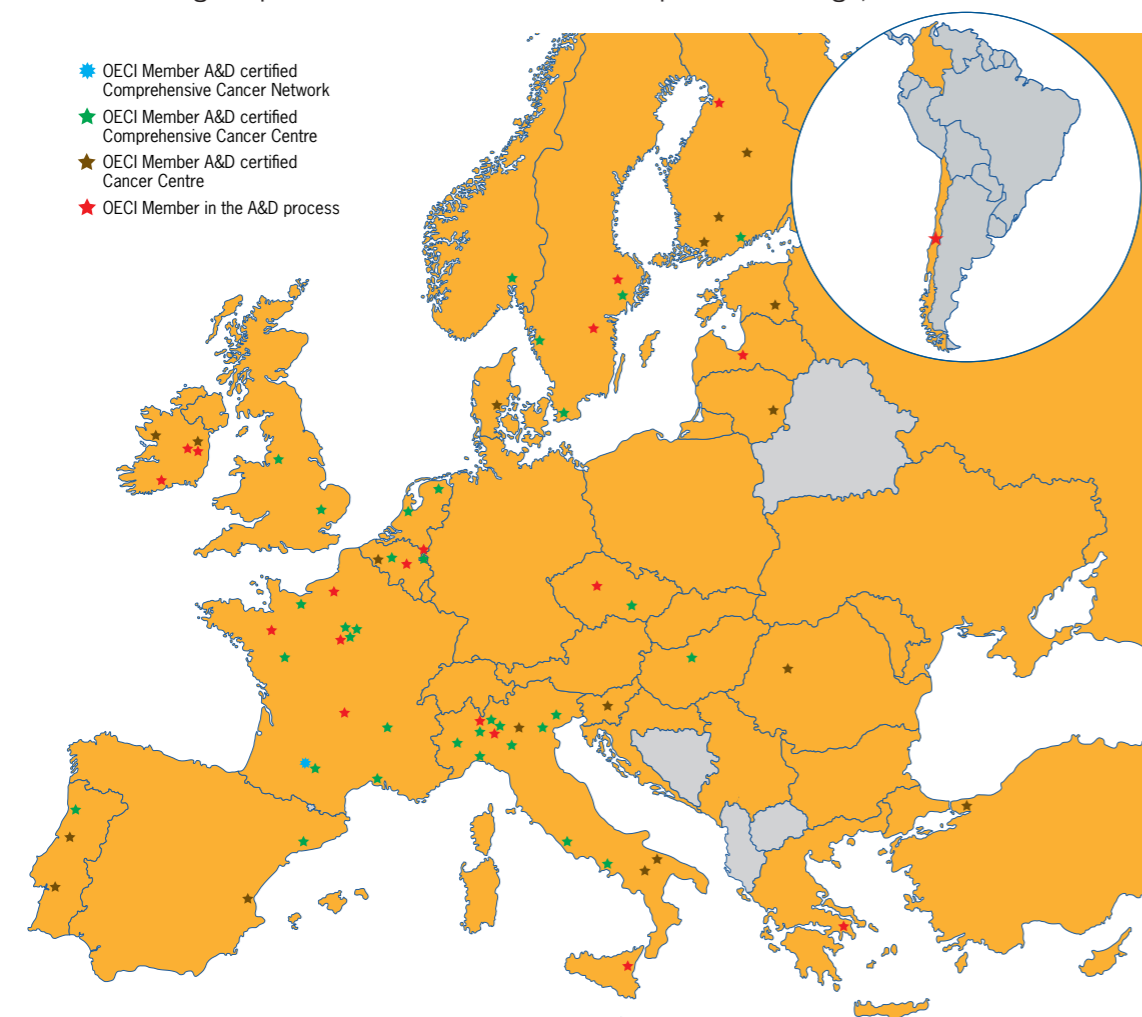 OECI Member A&D certified
Comprehensive Cancer Network
OECI Member A&D certified
Comprehensive Cancer Centre
OECI Member A&D certified
Cancer Centre
OECI Member in the A&D process